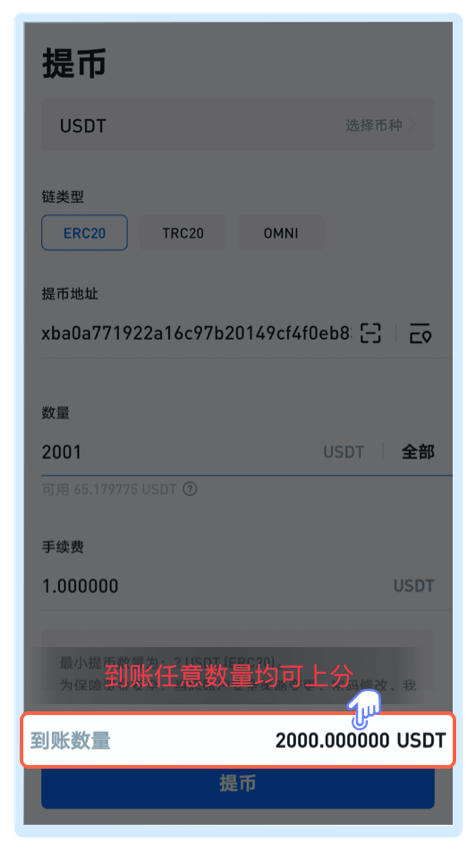 提币
USDT 选择币种
链类型
ERC20 TRC20 OMNI
提币地址
xba0a771922a16c97b20149cf4f0eb8
数量
2001 USDT 全部
可用 65.179775 USDT ?
手续费
1.000000 USDT
最小提币数量为：2 USDT (ERC20)。
到账任意数量均可上分
为保障
我
到账数量 2000.000000 USDT
提币